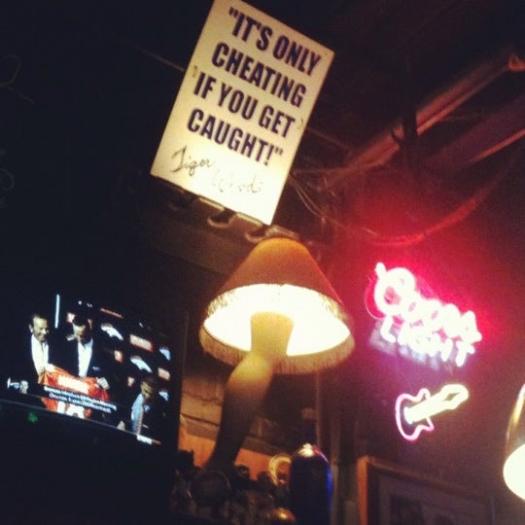 "IT'S ONLY
CHEATING
IF YOU GET
CAUGHT!"
Tiger Woods
Coors
LIGHT